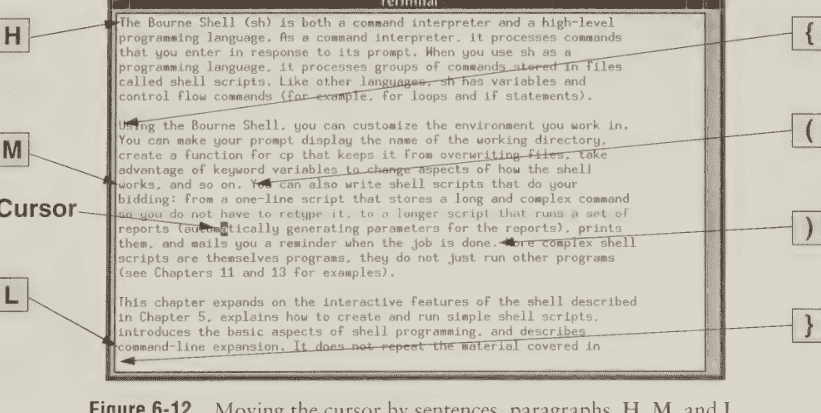 Terminal
The Bourne Shell (sh) is both a command interpreter and a high-level
programming language. As a command interpreter, it processes commands
that you enter in response to its prompt. When you use sh as a
programming language, it processes groups of commands stored in files
called shell scripts. Like other languages, sh has variables and
control flow commands (for example, for loops and if statements).
Using the Bourne Shell, you can customize the environment you work in.
You can make your prompt display the name of the working directory,
create a function for cp that keeps it from overwriting files, take
advantage of keyword variables to change aspects of how the shell
works, and so on. You can also write shell scripts that do your
bidding: from a one-line script that stores a long and complex command
so you do not have to retype it, to a longer script that runs a set of
reports (automatically generating parameters for the reports), prints
them, and mails you a reminder when the job is done. More complex shell
scripts are themselves programs, they do not just run other programs
(see Chapters 11 and 13 for examples).
This chapter expands on the interactive features of the shell described
in Chapter 5, explains how to create and run simple shell scripts,
introduces the basic aspects of shell programming, and describes
command-line expansion. It does not repeat the material covered in
H
M
Cursor
L
{
(
)
}
Figure 6-12 Moving the cursor by sentences, paragraphs, H, M, and L